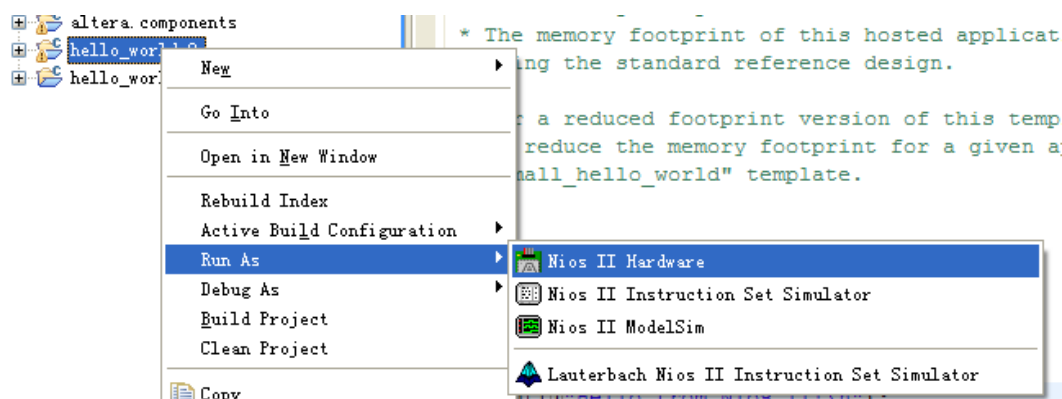 altera.components
* The memory footprint of this hosted applicat
hello_world
ing the standard reference design.
hello_wor
New
Go Into
a reduced footprint version of this temp
Open in New Window
reduce the memory footprint for a given a
mall_hello_world" template.
Rebuild Index
Active Build Configuration
Run As
Nios II Hardware
Debug As
Nios II Instruction Set Simulator
Build Project
Nios II ModelSim
Clean Project
Lauterbach Nios II Instruction Set Simulator
Copy